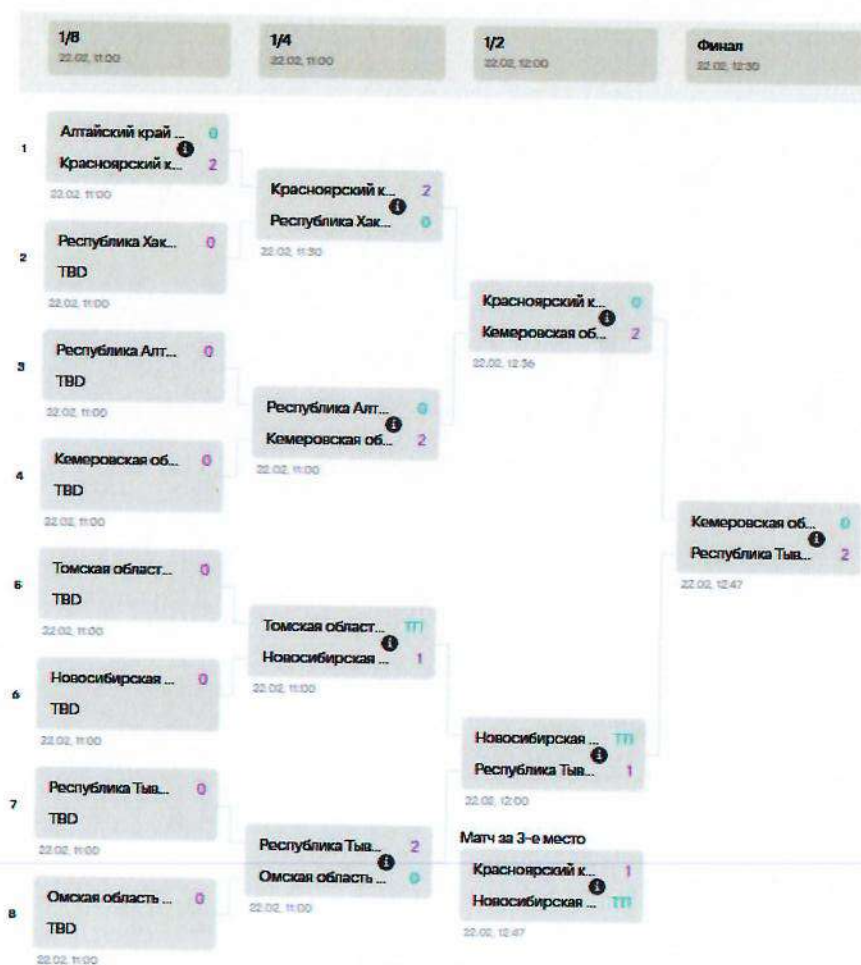 1/8
22.02, 11:00
1/4
22.02, 11:00
1/2
22.02, 12:00
Финал
22.02, 12:30
1
Алтайский край ... 0
Красноярский к... 2
22.02, 11:00
2
Республика Хак... 0
TBD
22.02, 11:00
3
Республика Алт... 0
TBD
22.02, 11:00
4
Кемеровская об... 0
TBD
22.02, 11:00
5
Томская област... 0
TBD
22.02, 11:00
6
Новосибирская ... 0
TBD
22.02, 11:00
7
Республика Тыв... 0
TBD
22.02, 11:00
8
Омская область ... 0
TBD
22.02, 11:00
Красноярский к... 2
Республика Хак... 0
22.02, 11:30
Республика Алт... 0
Кемеровская об... 2
22.02, 11:00
Томская област... ТП
Новосибирская ... 1
22.02, 11:00
Республика Тыв... 2
Омская область ... 0
22.02, 11:00
Красноярский к... 0
Кемеровская об... 2
22.02, 12:36
Новосибирская ... ТП
Республика Тыв... 1
22.02, 12:00
Матч за 3-е место
Красноярский к... 1
Новосибирская ... ТП
22.02, 12:47
Кемеровская об... 0
Республика Тыв... 2
22.02, 12:47